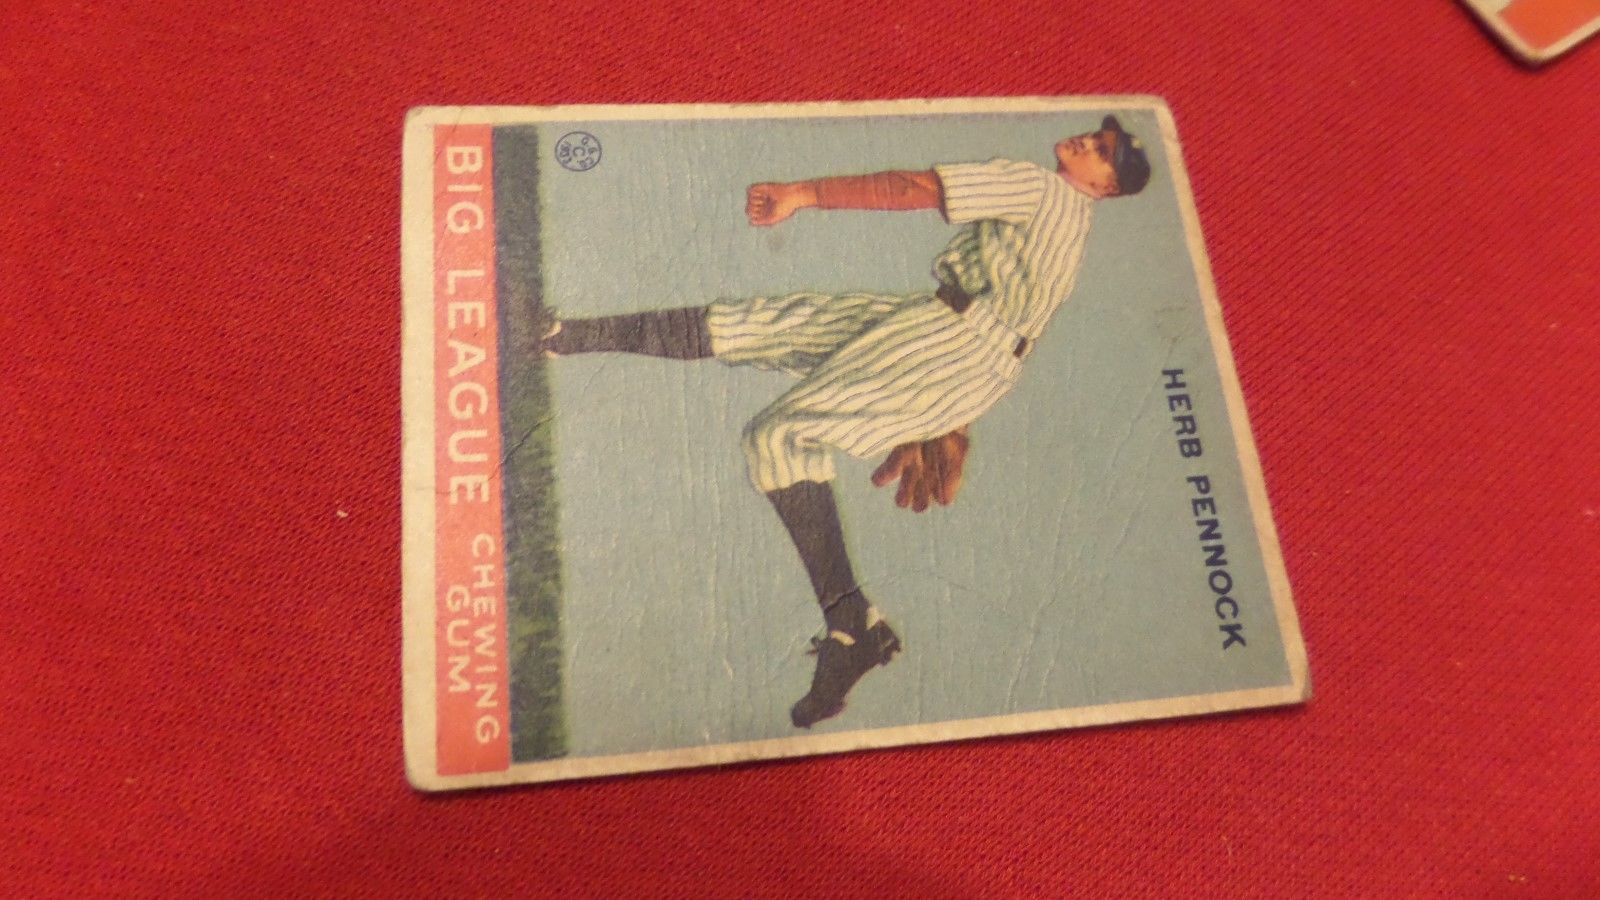 HERB PENNOCK
BIG LEAGUE CHEWING
GUM